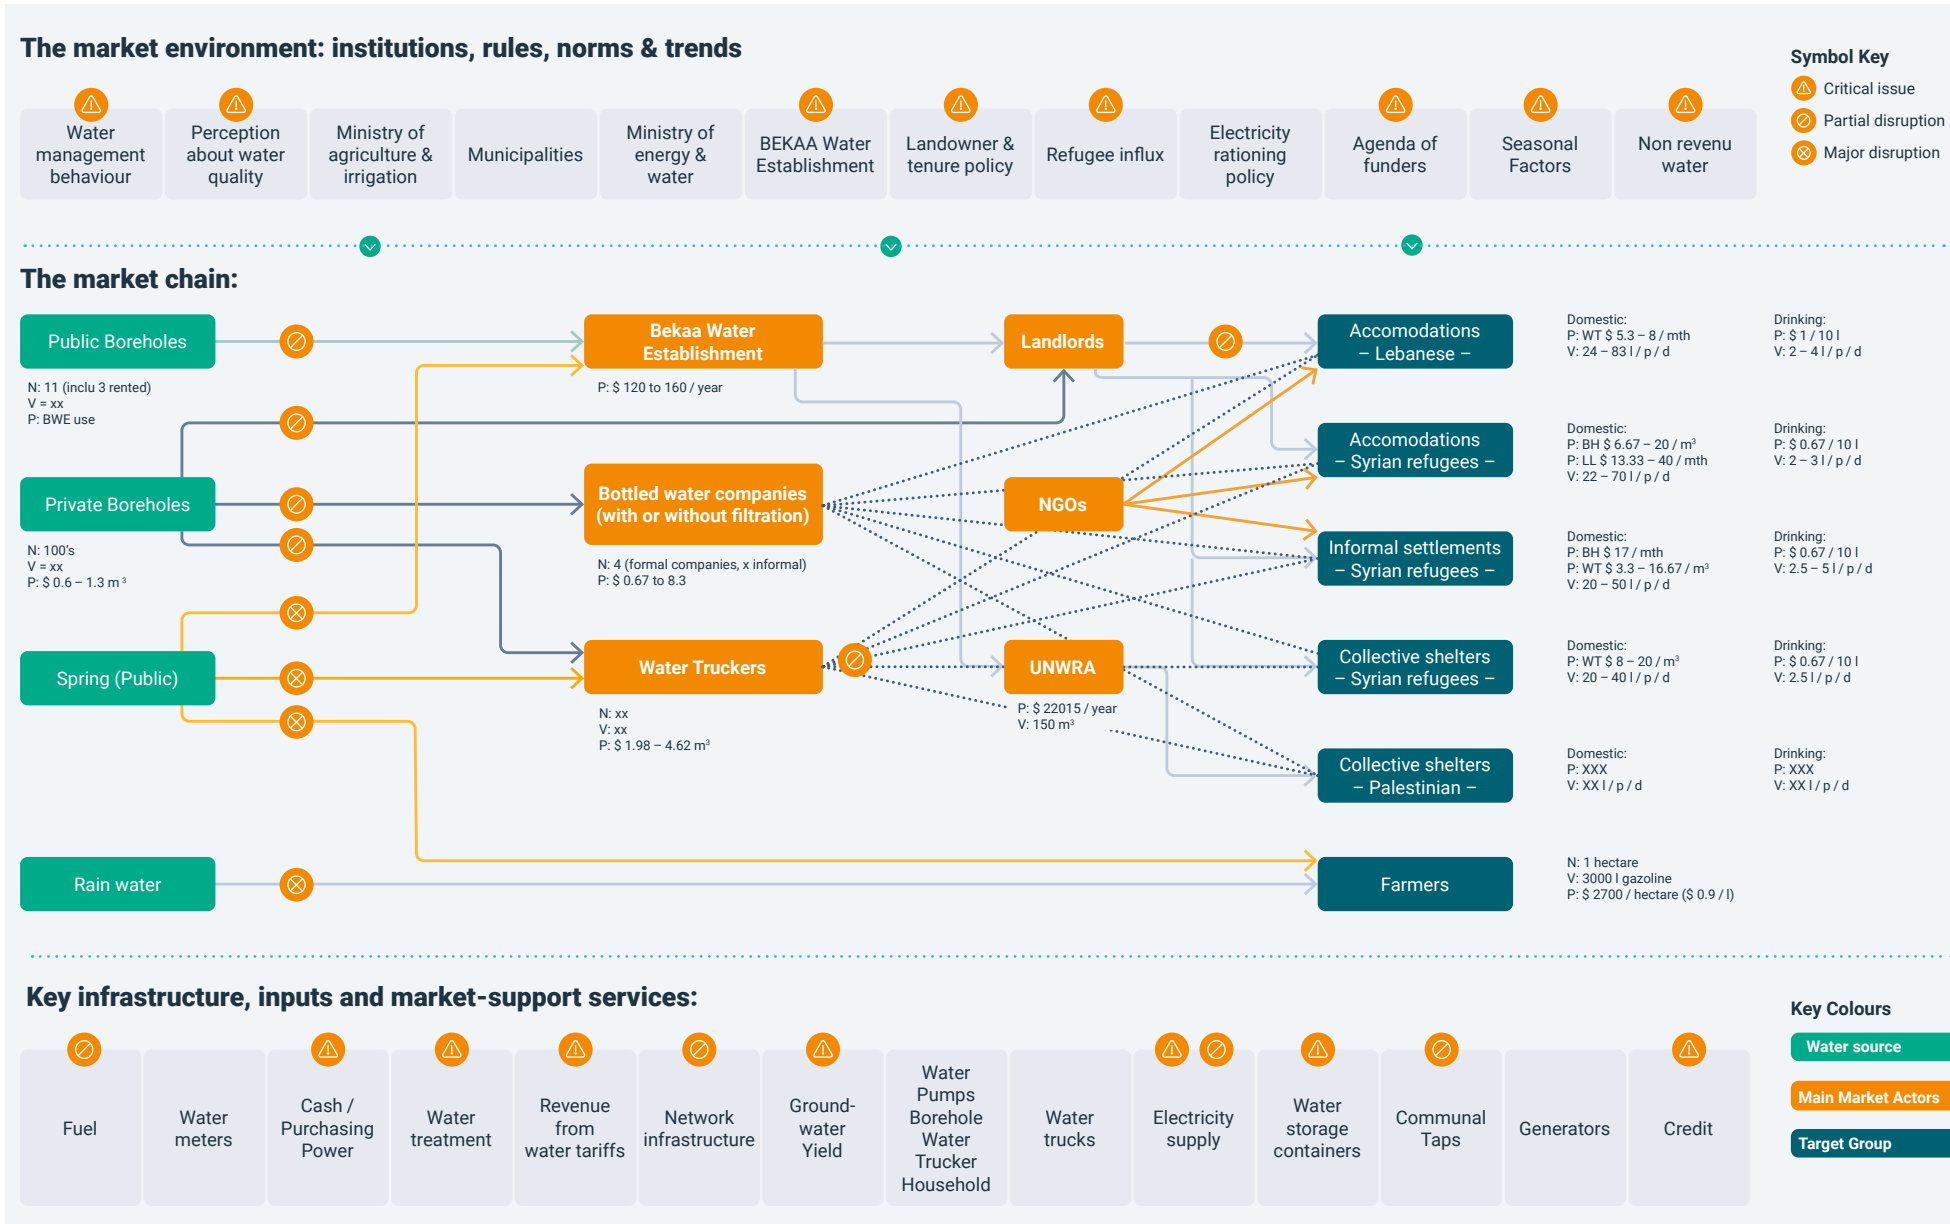 The market environment: institutions, rules, norms & trends
Symbol Key
Critical issue
Partial disruption
Major disruption
Water
management
behaviour
Perception
about water
quality
Ministry of
agriculture &
irrigation
Municipalities
Ministry of
energy &
water
BEKAA Water
Establishment
Landowner &
tenure policy
Refugee influx
Electricity
rationing
policy
Agenda of
funders
Seasonal
Factors
Non revenu
water
The market chain:
Public Boreholes
N: 11 (inclu 3 rented)
V = xx
P: BWE use
Private Boreholes
N: 100's
V = xx
P: $ 0.6 – 1.3 m³
Spring (Public)
Rain water
Bekaa Water
Establishment
P: $ 120 to 160 / year
Bottled water companies
(with or without filtration)
N: 4 (formal companies, x informal)
P: $ 0.67 to 8.3
Water Truckers
N: xx
V: xx
P: $ 1.98 – 4.62 m³
Landlords
NGOs
UNWRA
P: $ 22015 / year
V: 150 m³
Accomodations
– Lebanese –
Domestic:
P: WT $ 5.3 – 8 / mth
V: 24 – 83 l / p / d
Drinking:
P: $ 1 / 10 l
V: 2 – 4 l / p / d
Accomodations
– Syrian refugees –
Domestic:
P: BH $ 6.67 – 20 / m³
P: LL $ 13.33 – 40 / mth
V: 22 – 70 l / p / d
Drinking:
P: $ 0.67 / 10 l
V: 2 – 3 l / p / d
Informal settlements
– Syrian refugees –
Domestic:
P: BH $ 17 / mth
P: WT $ 3.3 – 16.67 / m³
V: 20 – 50 l / p / d
Drinking:
P: $ 0.67 / 10 l
V: 2.5 – 5 l / p / d
Collective shelters
– Syrian refugees –
Domestic:
P: WT $ 8 – 20 / m³
V: 20 – 40 l / p / d
Drinking:
P: $ 0.67 / 10 l
V: 2.5 l / p / d
Collective shelters
– Palestinian –
Domestic:
P: XXX
V: XX l / p / d
Drinking:
P: XXX
V: XX l / p / d
Farmers
N: 1 hectare
V: 3000 l gazoline
P: $ 2700 / hectare ($ 0.9 / l)
Key infrastructure, inputs and market-support services:
Fuel
Water
meters
Cash /
Purchasing
Power
Water
treatment
Revenue
from
water tariffs
Network
infrastructure
Ground-
water
Yield
Water
Pumps
Borehole
Water
Trucker
Household
Water
trucks
Electricity
supply
Water
storage
containers
Communal
Taps
Generators
Credit
Key Colours
Water source
Main Market Actors
Target Group